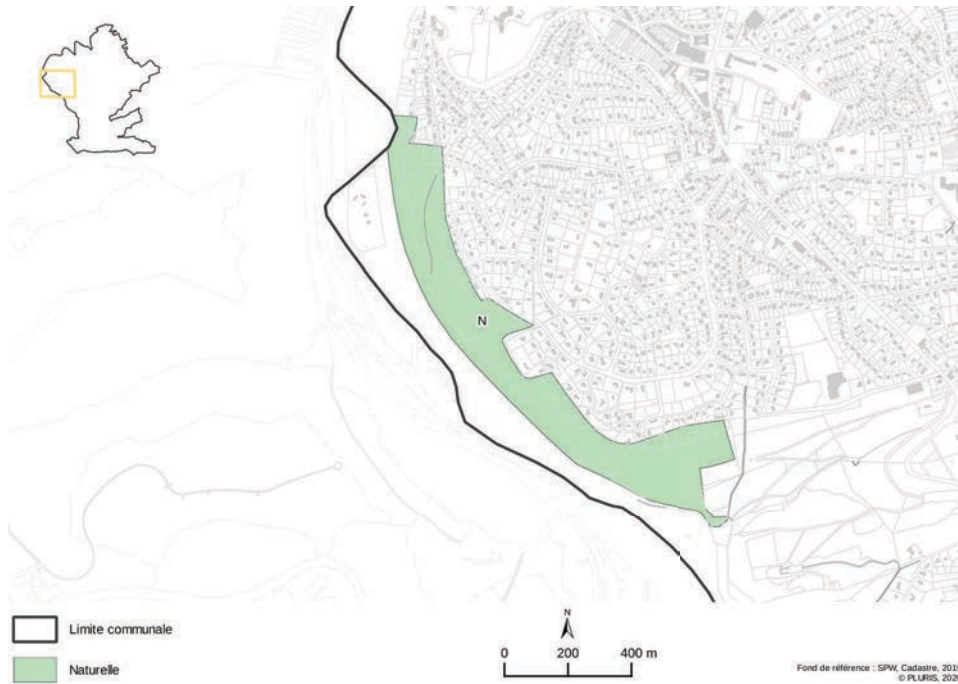 N
Limite communale
Naturelle
N
0 200 400 m
Fond de référence : SPW, Cadastre, 2019
© PLURIS, 2020